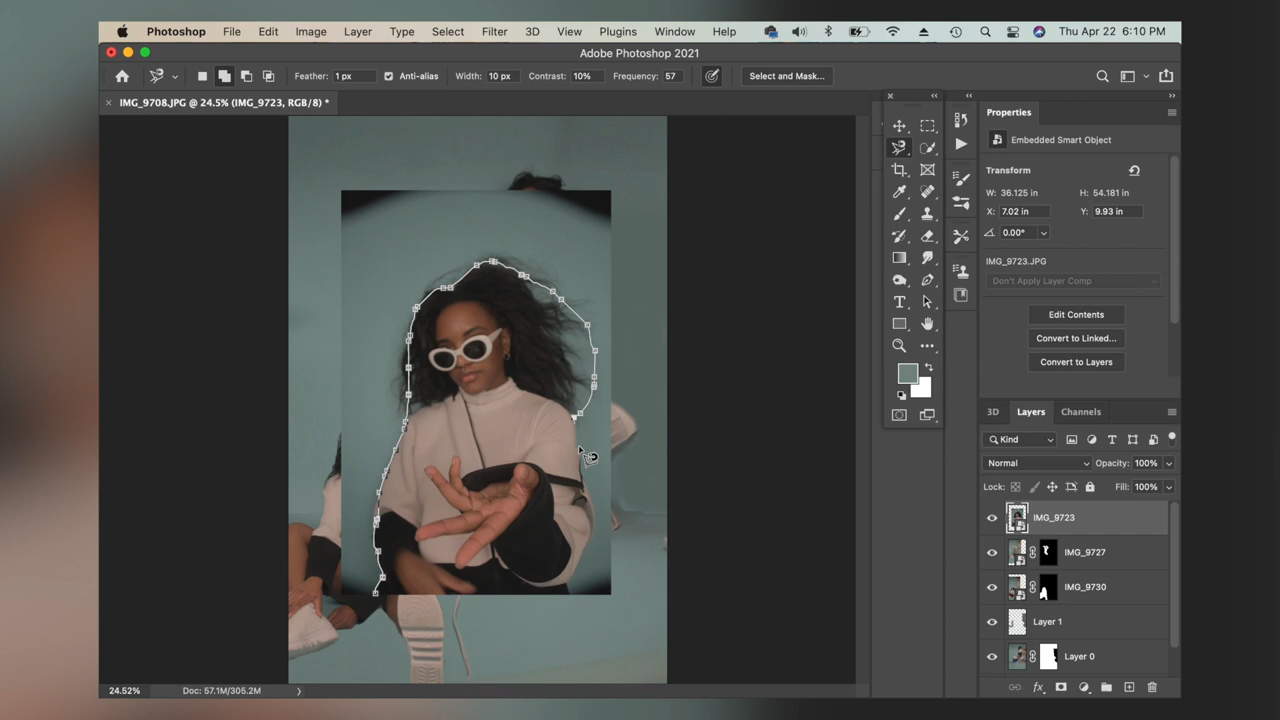 Photoshop File Edit Image Layer Type Select Filter 3D View Plugins Window Help Thu Apr 22 6:10 PM
Adobe Photoshop 2021
Feather: 1 px Anti-alias Width: 10 px Contrast: 10% Frequency: 57 Select and Mask...
IMG_9708.JPG @ 24.5% (IMG_9723, RGB/8) *
Properties
Embedded Smart Object
Transform
W: 36.125 in H: 54.181 in
X: 7.02 in Y: 9.93 in
0.00°
IMG_9723.JPG
Don't Apply Layer Comp
Edit Contents
Convert to Linked...
Convert to Layers
3D Layers Channels
Kind
Normal Opacity: 100%
Lock: Fill: 100%
IMG_9723
IMG_9727
IMG_9730
Layer 1
Layer 0
24.52% Doc: 57.1M/305.2M